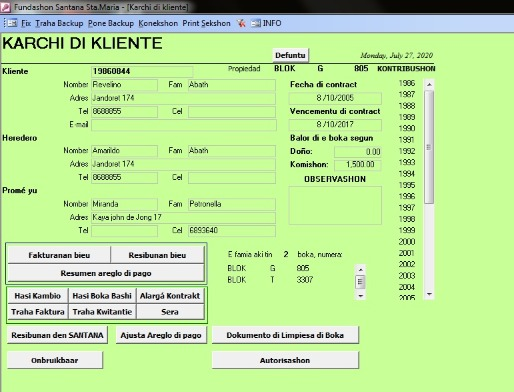 Fundashon Santana Sta.Maria - [Karchi di kliente]
Fix Traha Backup Pone Backup Konekshon Print Sekshon INFO
KARCHI DI KLIENTE
Defuntu
Monday, July 27, 2020
Kliente 19860844 Propiedad BLOK G 805 KONTRIBUSHON
Nomber Revelino Fam Abath
Adres Jandoret 174
Tel 8688855 Cel
E-mail
Fecha di contract
8 /10/2005
Vencementu di contract
8 /10/2017
Heredero
Balor di e boka segun
Doño: 0.00
Komishon: 1,500.00
Nomber Amarildo Fam Abath
Adres Jandoret 174
Tel 8688855 Cel
OBSERVASHON
Promé yu
Nomber Miranda Fam Petronella
Adres Kaya john de Jong 17
Tel Cel 6893640
1986
1987
1988
1989
1990
1991
1992
1993
1994
1995
1996
1997
1998
1999
2000
2001
2002
2003
2004
2005
Fakturanan bieu Resibunan bieu
Resumen areglo di pago
E famia aki tin 2 boka, numera:
BLOK G 805
BLOK T 3307
Hasi Kambio Hasi Boka Bashi Alargá Kontrakt
Traha Faktura Traha Kwitantie Sera
Resibunan den SANTANA Ajusta Areglo di pago Dokumento di Limpiesa di Boka
Onbruikbaar Autorisashon